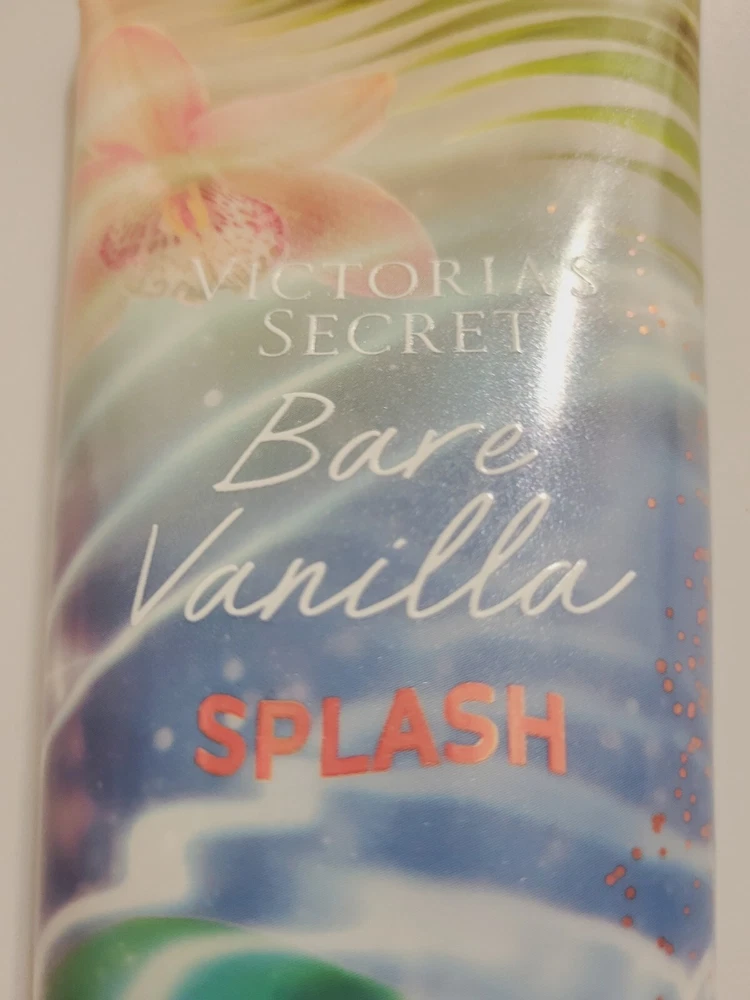 VICTORIA'S
SECRET
Bare
Vanilla
SPLASH